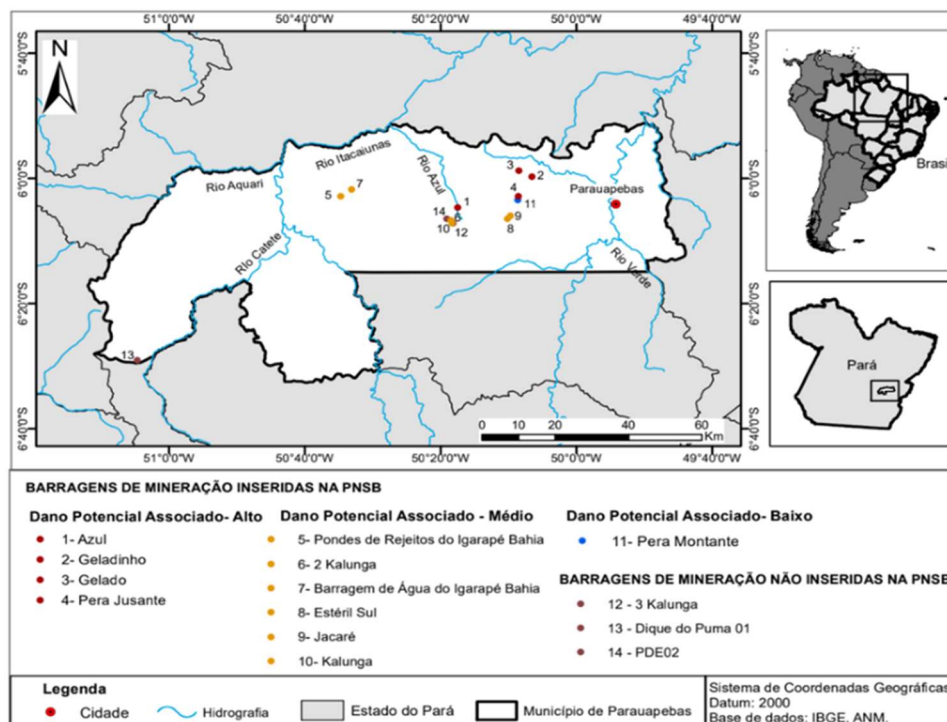 51°0'0"W 50°40'0"W 50°20'0"W 50°0'0"W 49°40'0"W
5°40'0"S 5°40'0"S
N
Brasil
Rio Itacaiunas
Rio Aquari
Rio Azul
3
2
6°0'0"S 6°0'0"S
5 7
4
Parauapebas
1
11
14 6
10 12
9
8
Rio Catete
Rio Verde
6°20'0"S 6°20'0"S
13
Pará
0 10 20 40 60
Km
6°40'0"S 6°40'0"S
51°0'0"W 50°40'0"W 50°20'0"W 50°0'0"W 49°40'0"W
BARRAGENS DE MINERAÇÃO INSERIDAS NA PNSB
Dano Potencial Associado- Alto
1- Azul
2- Geladinho
3- Gelado
4- Pera Jusante
Dano Potencial Associado - Médio
5- Pondes de Rejeitos do Igarapé Bahia
6- 2 Kalunga
7- Barragem de Água do Igarapé Bahia
8- Estéril Sul
9- Jacaré
10- Kalunga
Dano Potencial Associado- Baixo
11- Pera Montante
BARRAGENS DE MINERAÇÃO NÃO INSERIDAS NA PNSB
12 - 3 Kalunga
13 - Dique do Puma 01
14 - PDE02
Legenda
Cidade
Hidrografia
Estado do Pará
Município de Parauapebas
Sistema de Coordenadas Geográficas
Datum: 2000
Base de dados: IBGE, ANM.